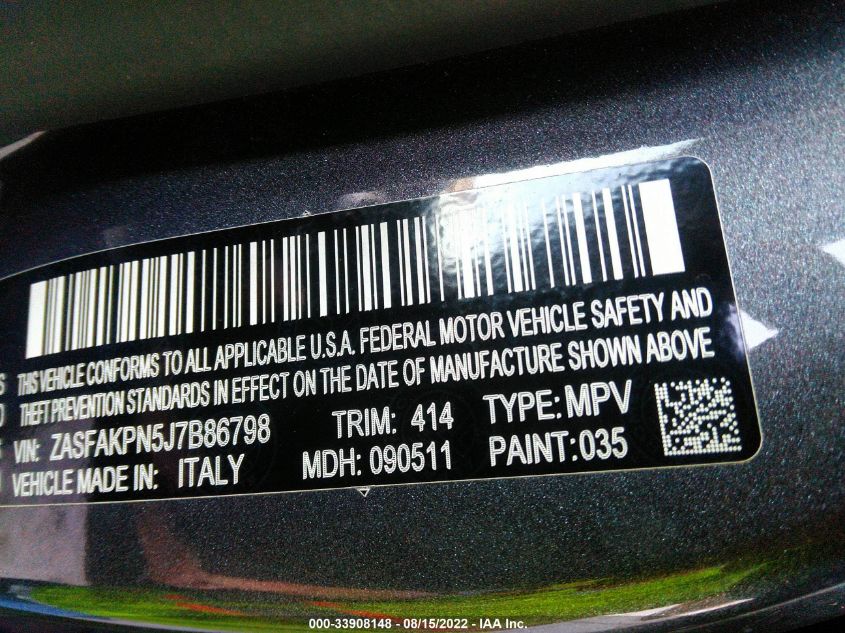 THIS VEHICLE CONFORMS TO ALL APPLICABLE U.S.A. FEDERAL MOTOR VEHICLE SAFETY AND
THEFT PREVENTION STANDARDS IN EFFECT ON THE DATE OF MANUFACTURE SHOWN ABOVE
VIN: ZASFAKPN5J7B86798 TRIM: 414 TYPE: MPV
VEHICLE MADE IN: ITALY MDH: 090511 PAINT: 035
000-33908148 - 08/15/2022 - IAA Inc.